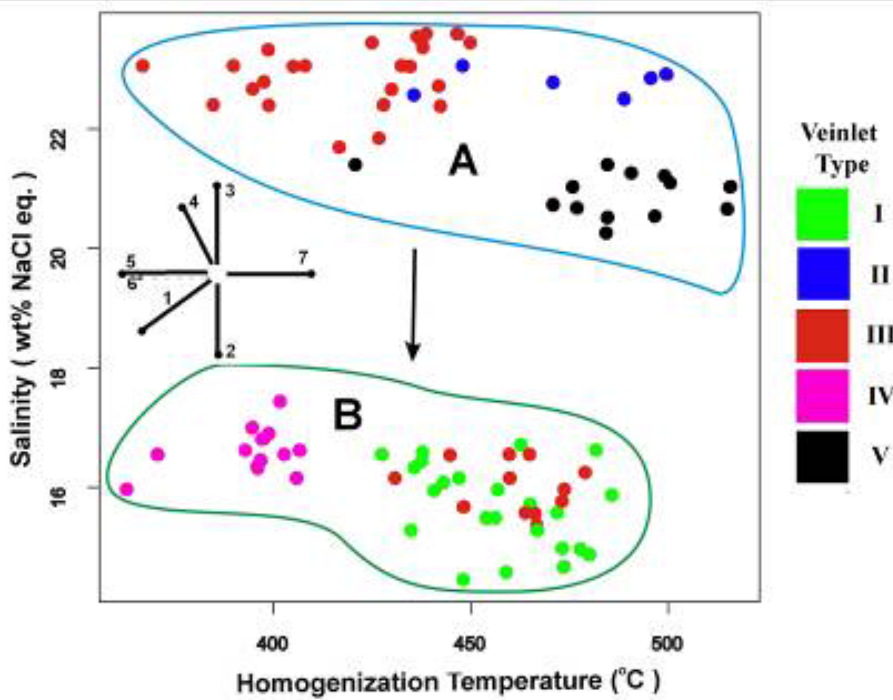 22
20
18
16
Salinity ( wt% NaCl eq. )
A
B
3
4
5
6
7
1
2
400
450
500
Homogenization Temperature (°C )
Veinlet
Type
I
II
III
IV
V